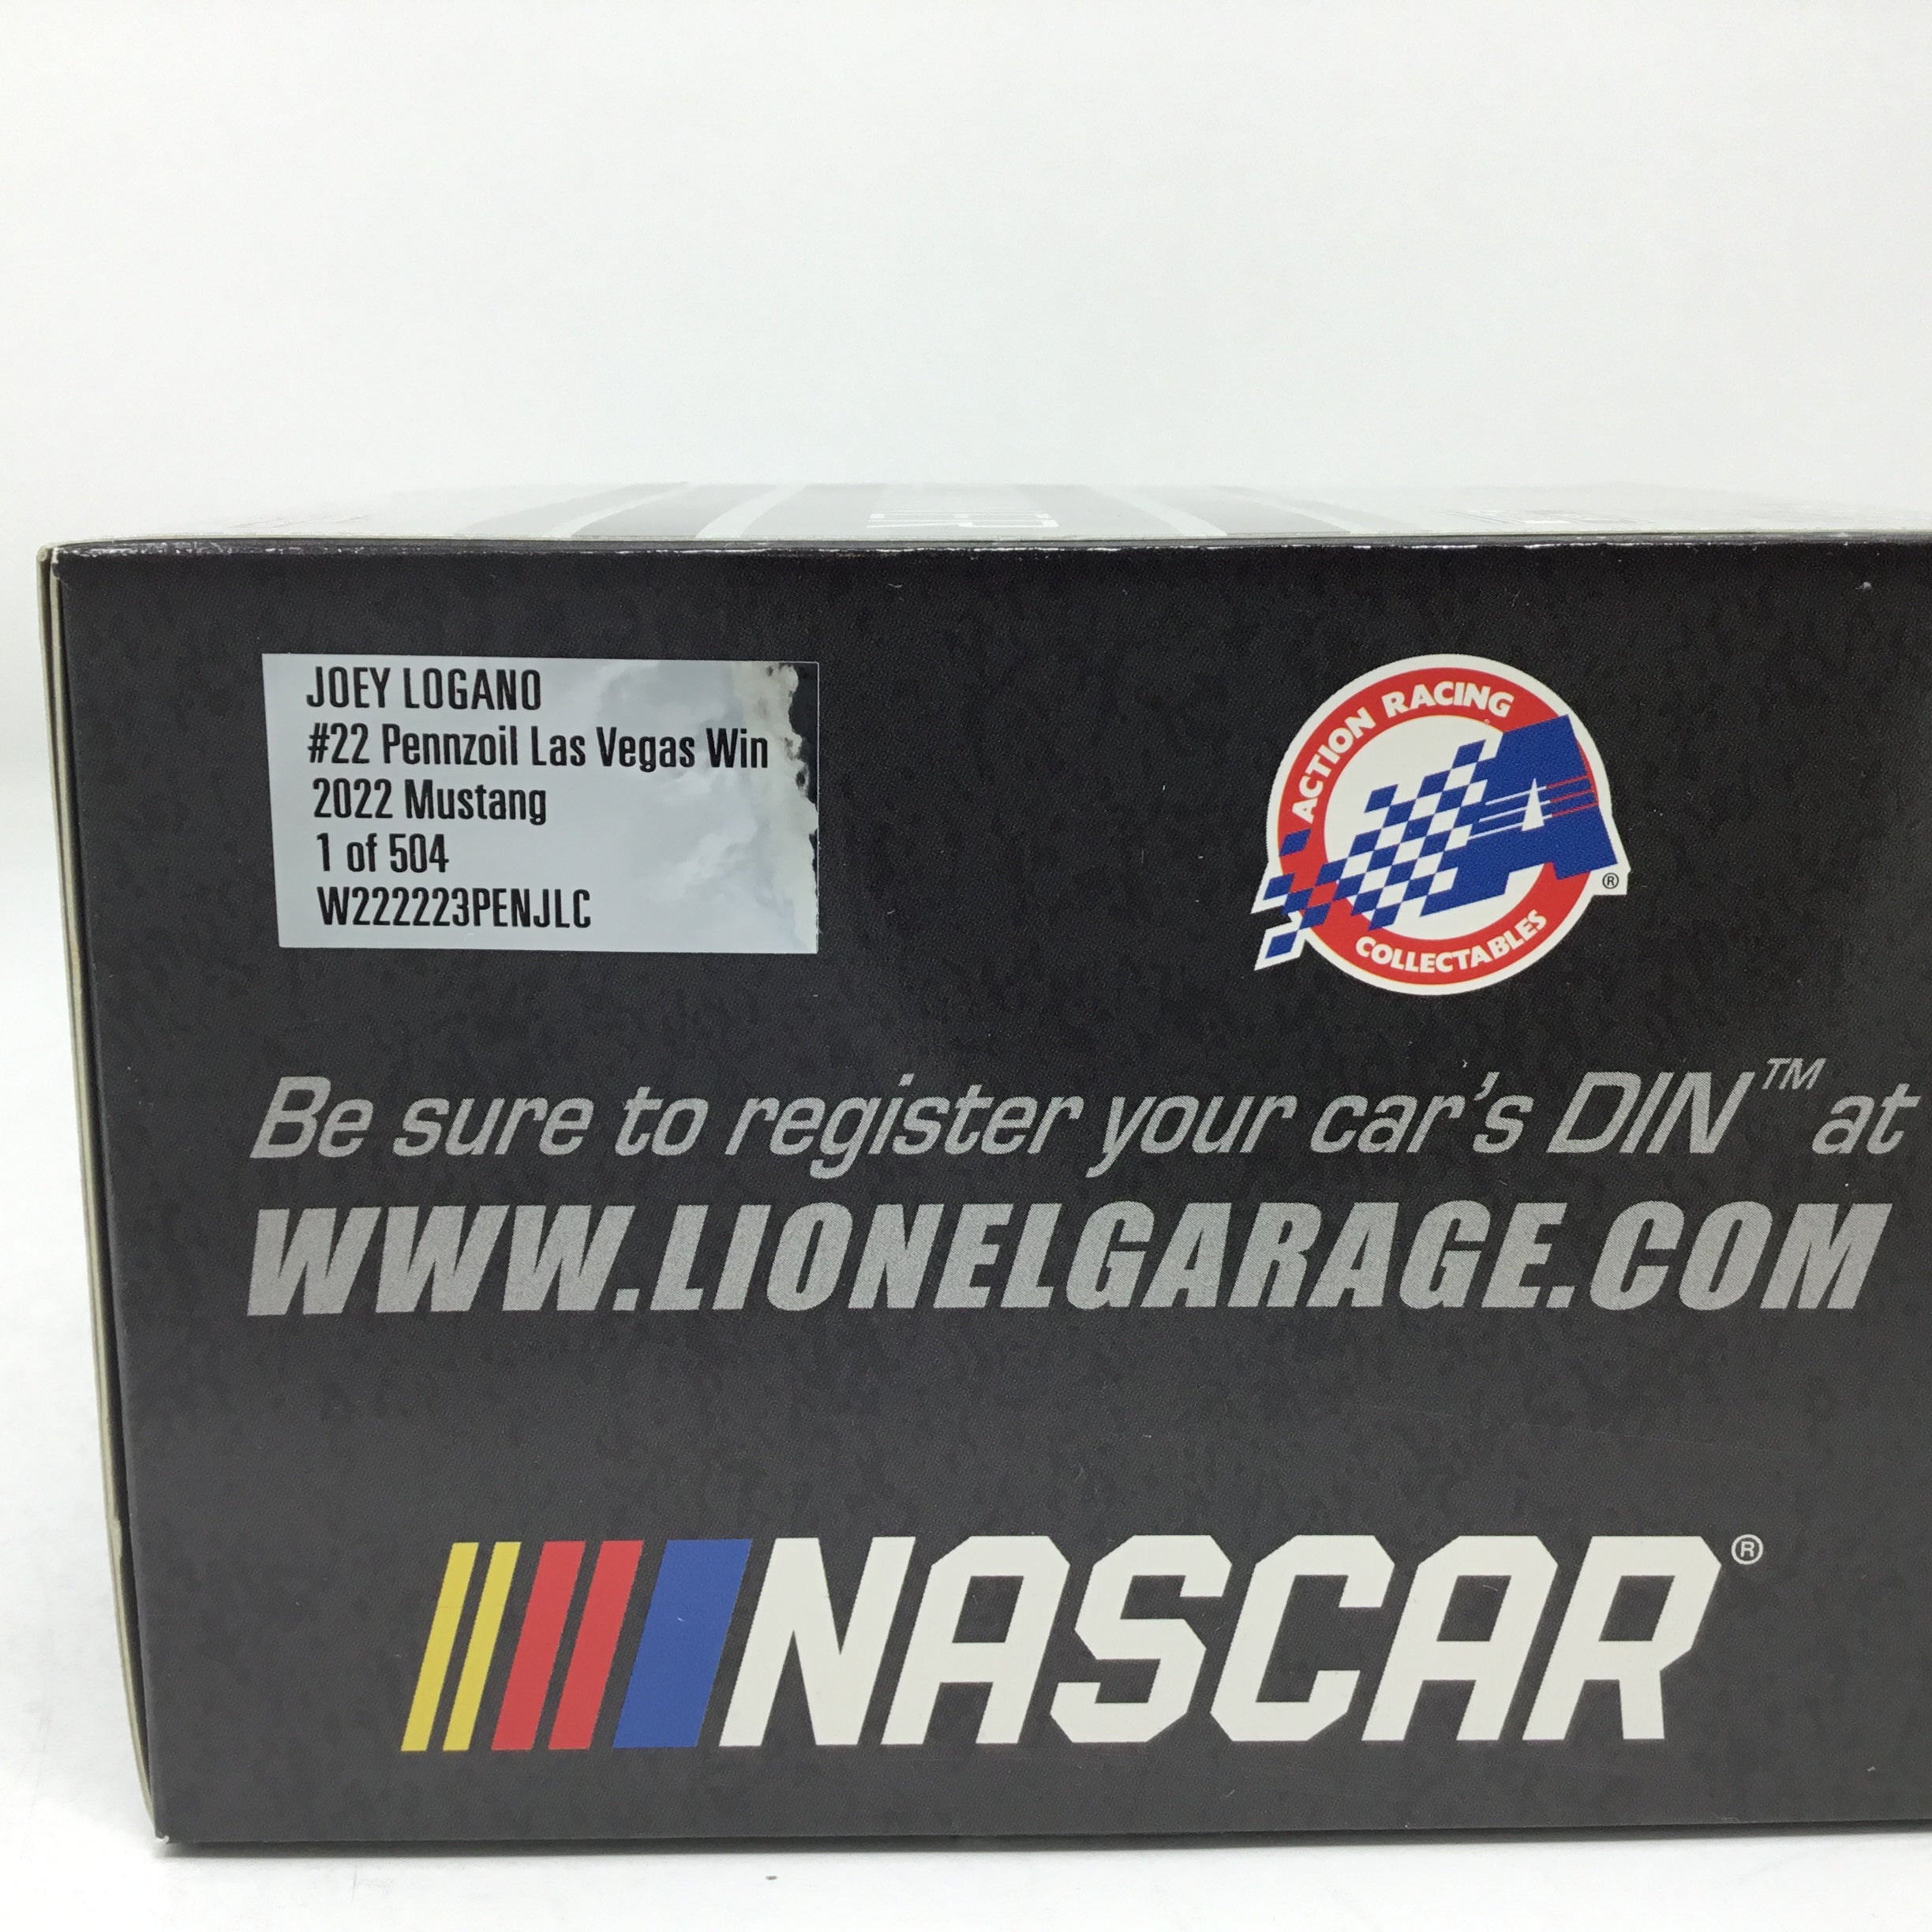 JOEY LOGANO
#22 Pennzoil Las Vegas Win
2022 Mustang
1 of 504
W222223PENJLC
ACTION RACING
COLLECTABLES
A
®
Be sure to register your car's DIN™ at
WWW.LIONELGARAGE.COM
NASCAR®